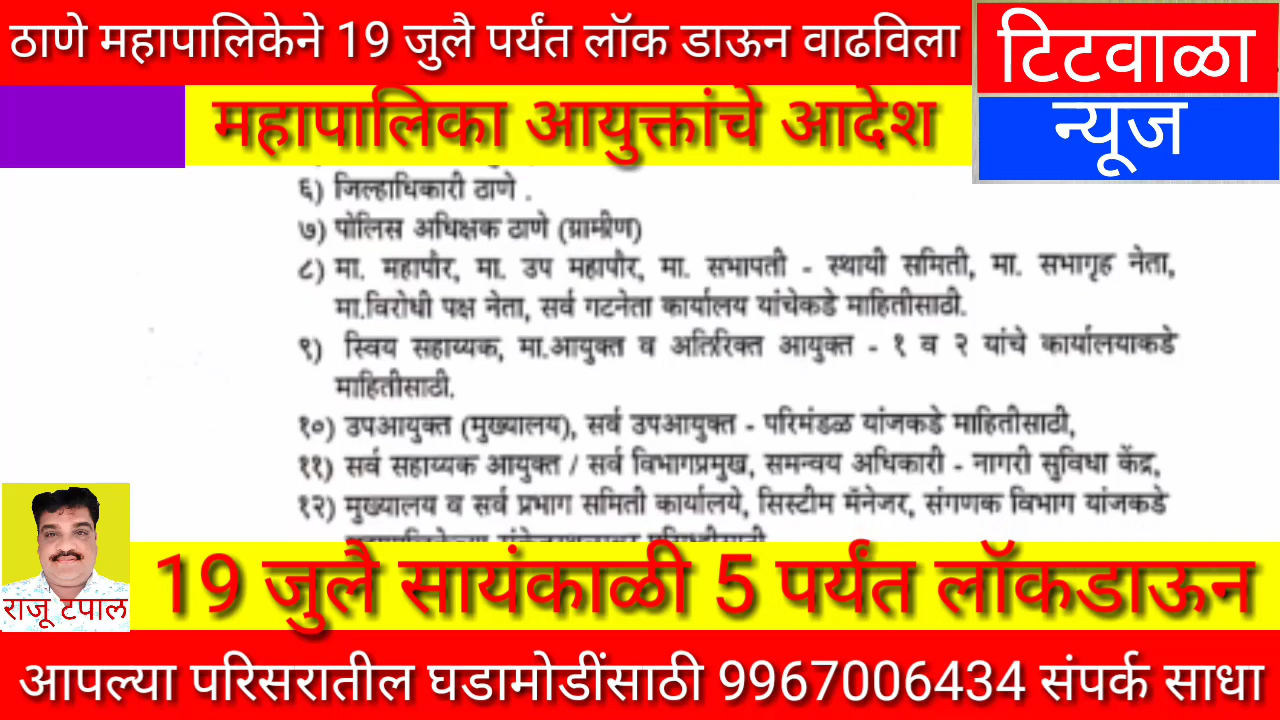 ठाणे महापालिकेने 19 जुलै पर्यंत लॉक डाऊन वाढविला
टिटवाळा
न्यूज
महापालिका आयुक्तांचे आदेश
६) जिल्हाधिकारी ठाणे .
७) पोलिस अधिक्षक ठाणे (ग्रामीण)
८) मा. महापौर, मा. उप महापौर, मा. सभापती - स्थायी समिती, मा. सभागृह नेता,
मा.विरोधी पक्ष नेता, सर्व गटनेता कार्यालय यांचेकडे माहितीसाठी.
९) स्विय सहाय्यक, मा.आयुक्त व अतिरिक्त आयुक्त - १ व २ यांचे कार्यालयाकडे
माहितीसाठी.
१०) उपआयुक्त (मुख्यालय), सर्व उपआयुक्त - परिमंडळ यांजकडे माहितीसाठी,
११) सर्व सहाय्यक आयुक्त / सर्व विभागप्रमुख, समन्वय अधिकारी - नागरी सुविधा केंद्र,
१२) मुख्यालय व सर्व प्रभाग समिती कार्यालये, सिस्टीम मॅनेजर, संगणक विभाग यांजकडे
19 जुलै सायंकाळी 5 पर्यंत लॉकडाऊन
राजू टपाल
आपल्या परिसरातील घडामोडींसाठी 9967006434 संपर्क साधा